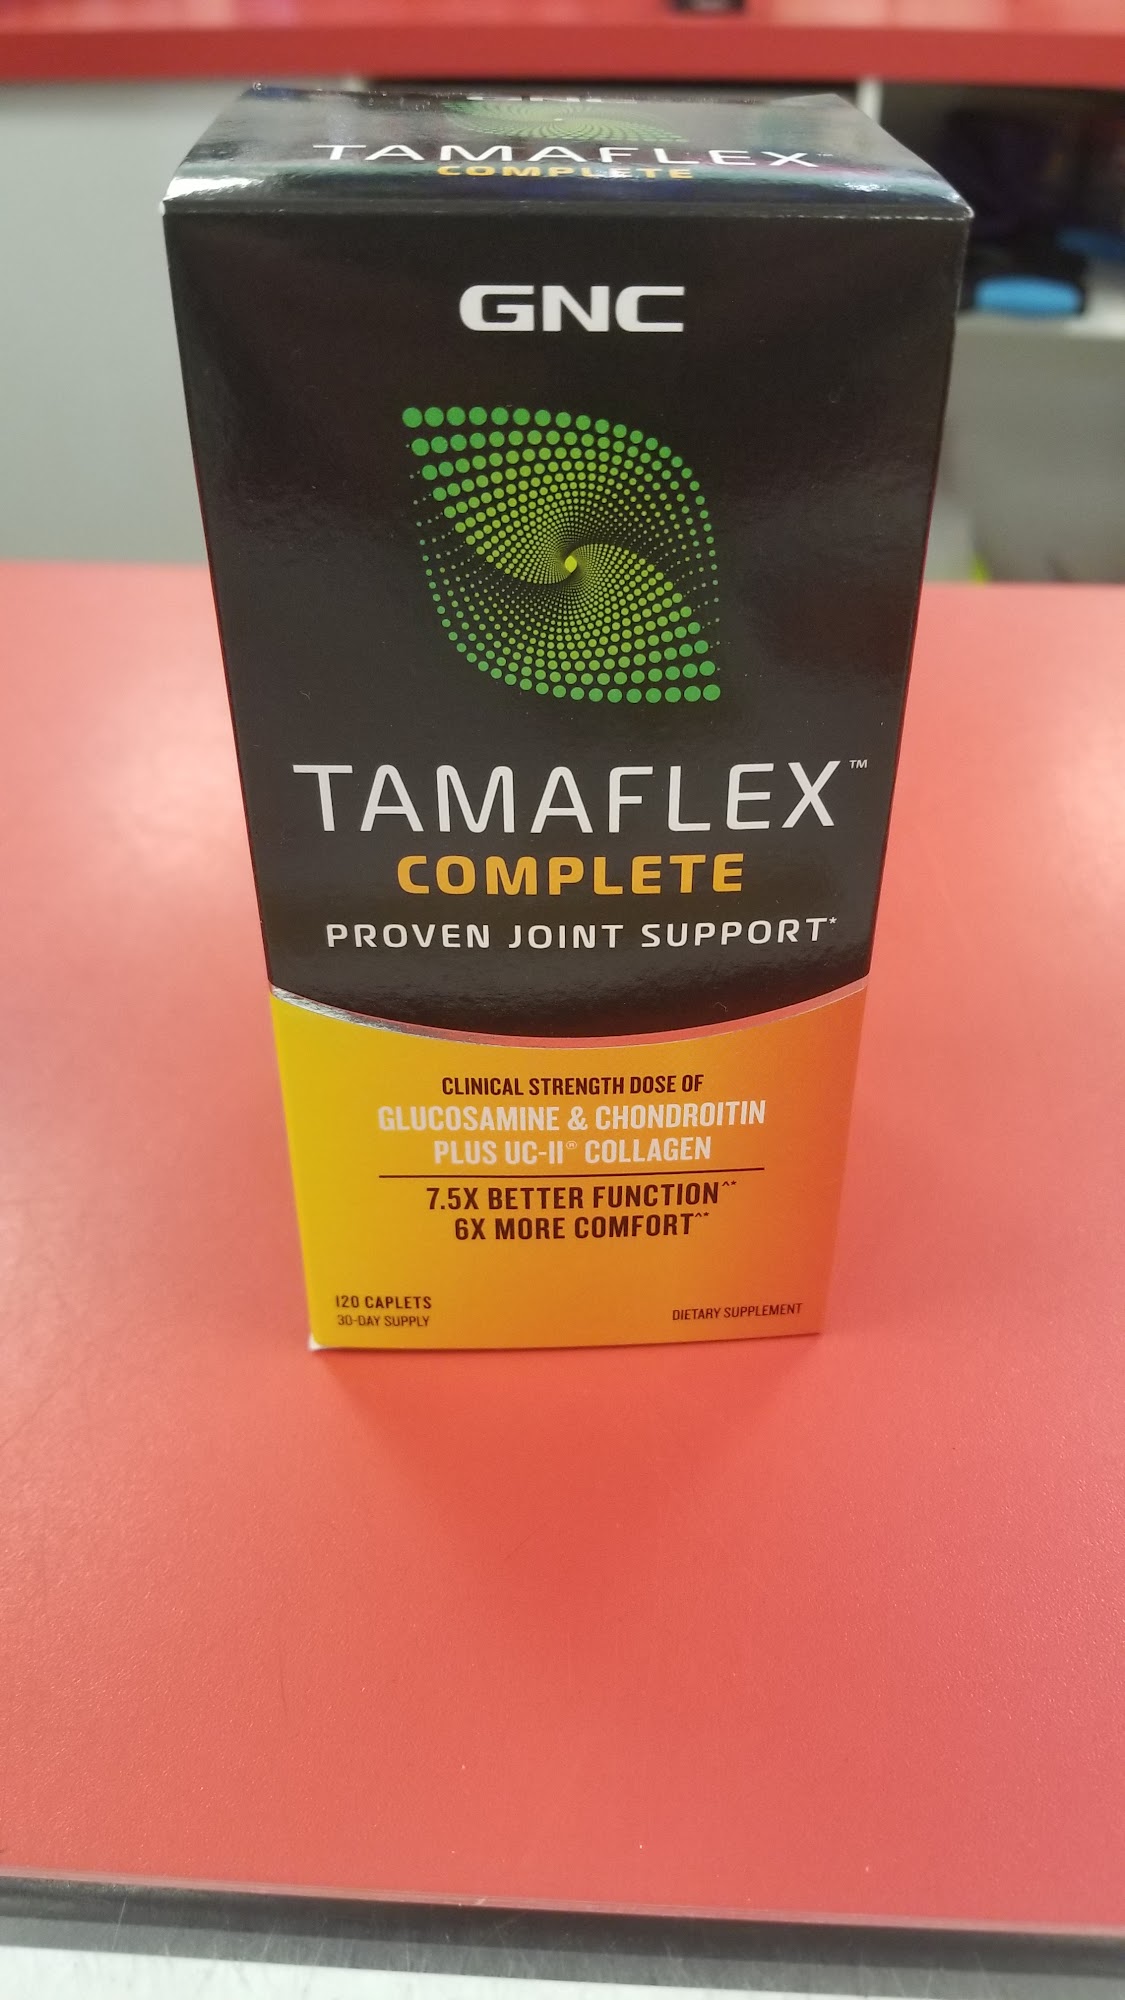 TAMAFLEX™
COMPLETE
GNC
TAMAFLEX™
COMPLETE
PROVEN JOINT SUPPORT*
CLINICAL STRENGTH DOSE OF
GLUCOSAMINE & CHONDROITIN
PLUS UC-II® COLLAGEN
7.5X BETTER FUNCTION^*
6X MORE COMFORT^*
120 CAPLETS
30-DAY SUPPLY
DIETARY SUPPLEMENT